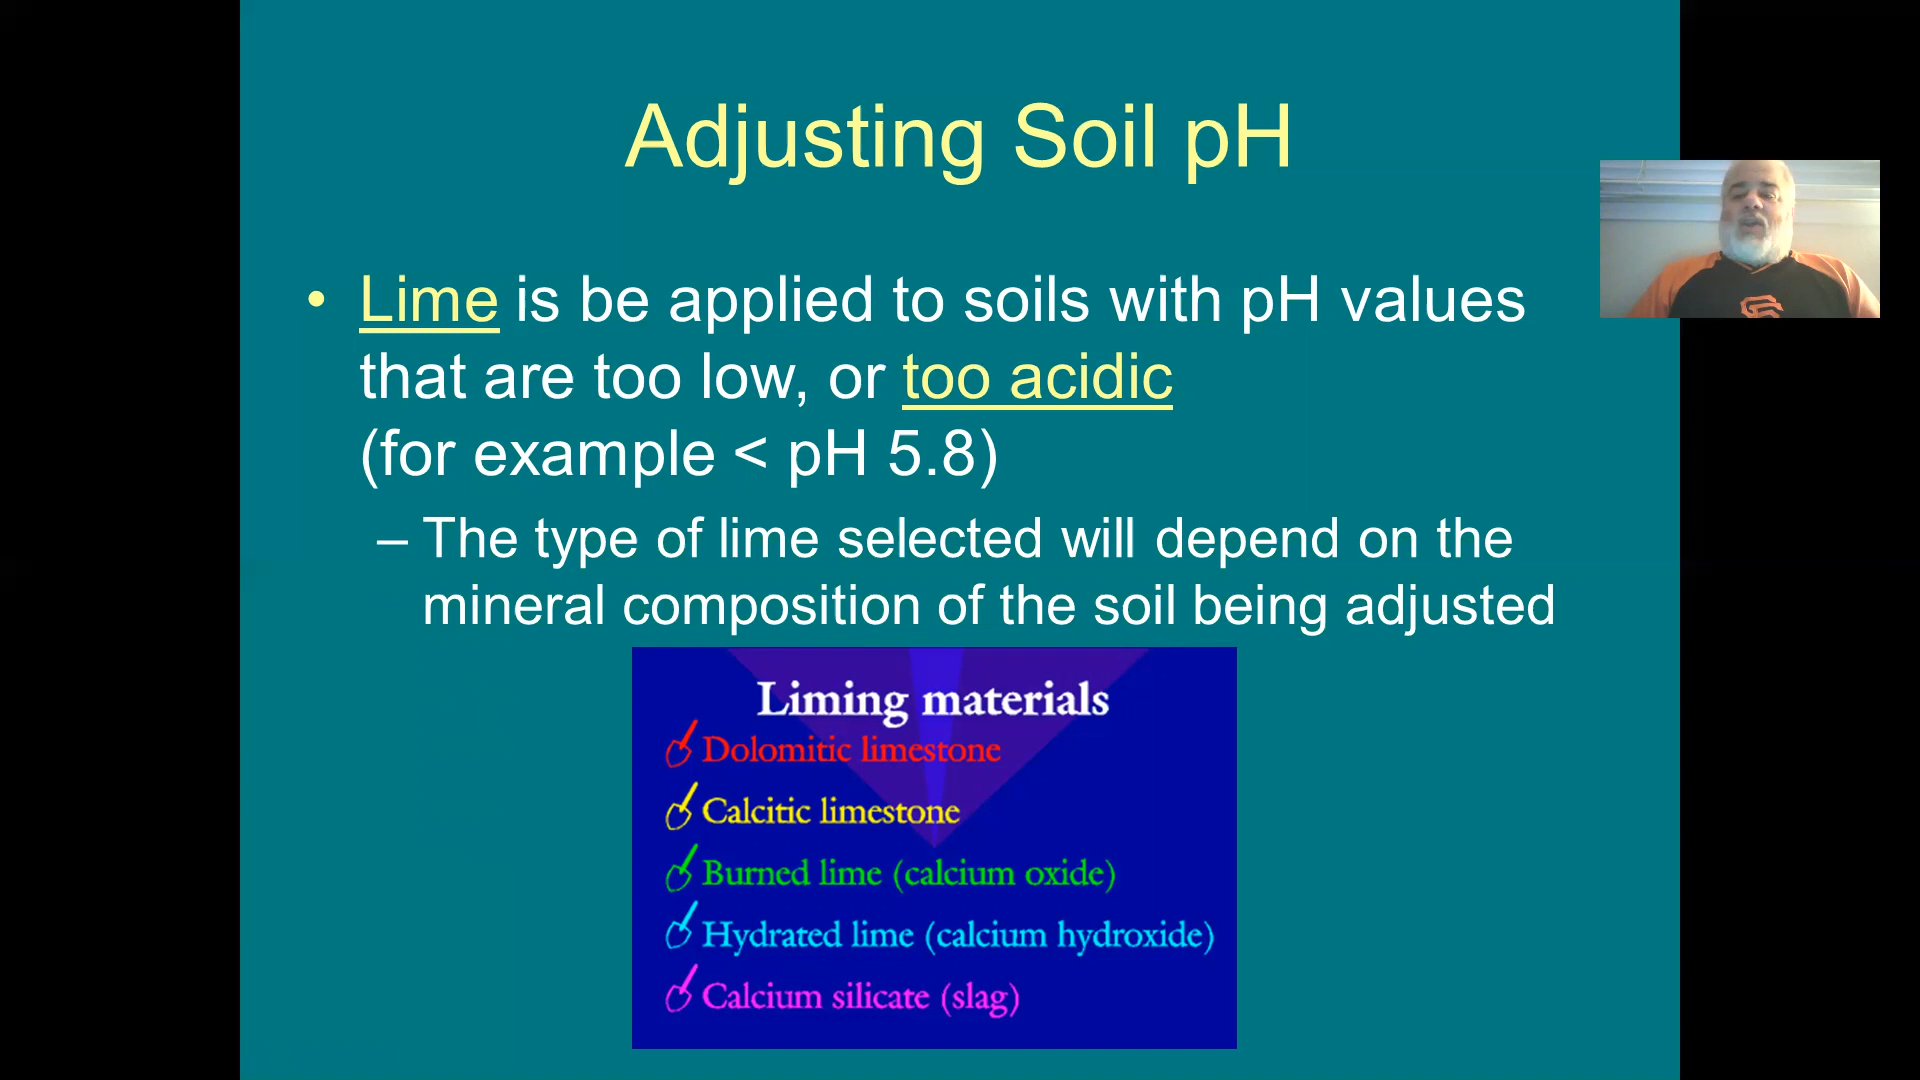 Adjusting Soil pH
• Lime is be applied to soils with pH values
that are too low, or too acidic
(for example < pH 5.8)
– The type of lime selected will depend on the
mineral composition of the soil being adjusted
Liming materials
Dolomitic limestone
Calcitic limestone
Burned lime (calcium oxide)
Hydrated lime (calcium hydroxide)
Calcium silicate (slag)
SF